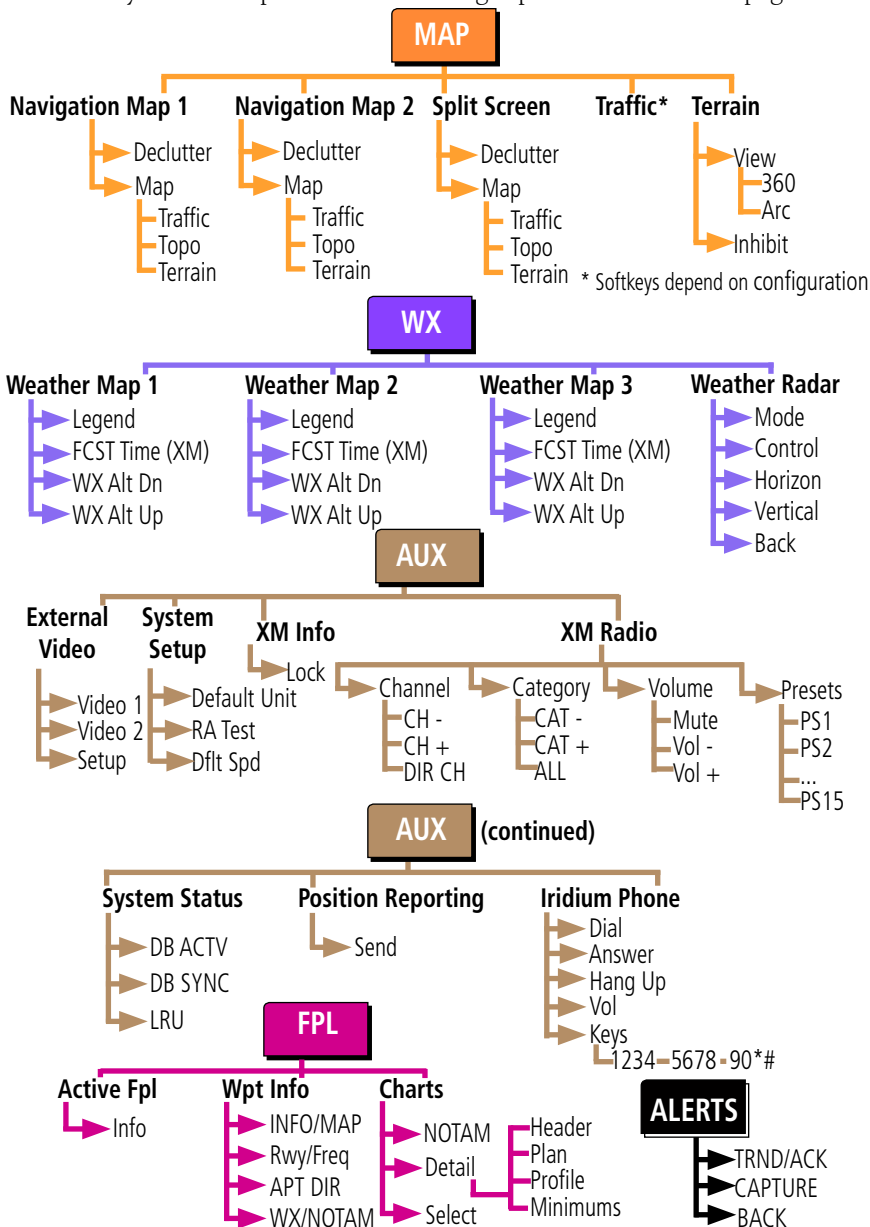 MAP
Navigation Map 1 Navigation Map 2 Split Screen Traffic* Terrain
Declutter Declutter Declutter View
Map Map Map 360
Traffic Traffic Traffic Arc
Topo Topo Topo Inhibit
Terrain Terrain Terrain * Softkeys depend on configuration
WX
Weather Map 1 Weather Map 2 Weather Map 3 Weather Radar
Legend Legend Legend Mode
FCST Time (XM) FCST Time (XM) FCST Time (XM) Control
WX Alt Dn WX Alt Dn WX Alt Dn Horizon
WX Alt Up WX Alt Up WX Alt Up Vertical
Back
AUX
External Video
Video 1
Video 2
Setup
System Setup
Default Unit
RA Test
Dflt Spd
XM Info
Lock
XM Radio
Channel
CH -
CH +
DIR CH
Category
CAT -
CAT +
ALL
Volume
Mute
Vol -
Vol +
Presets
PS1
PS2
...
PS15
AUX (continued)
System Status
DB ACTV
DB SYNC
LRU
Position Reporting
Send
Iridium Phone
Dial
Answer
Hang Up
Vol
Keys
1234-5678-90*#
FPL
Active Fpl
Info
Wpt Info
INFO/MAP
Rwy/Freq
APT DIR
WX/NOTAM
Charts
NOTAM
Detail
Header
Plan
Profile
Minimums
Select
ALERTS
TRND/ACK
CAPTURE
BACK